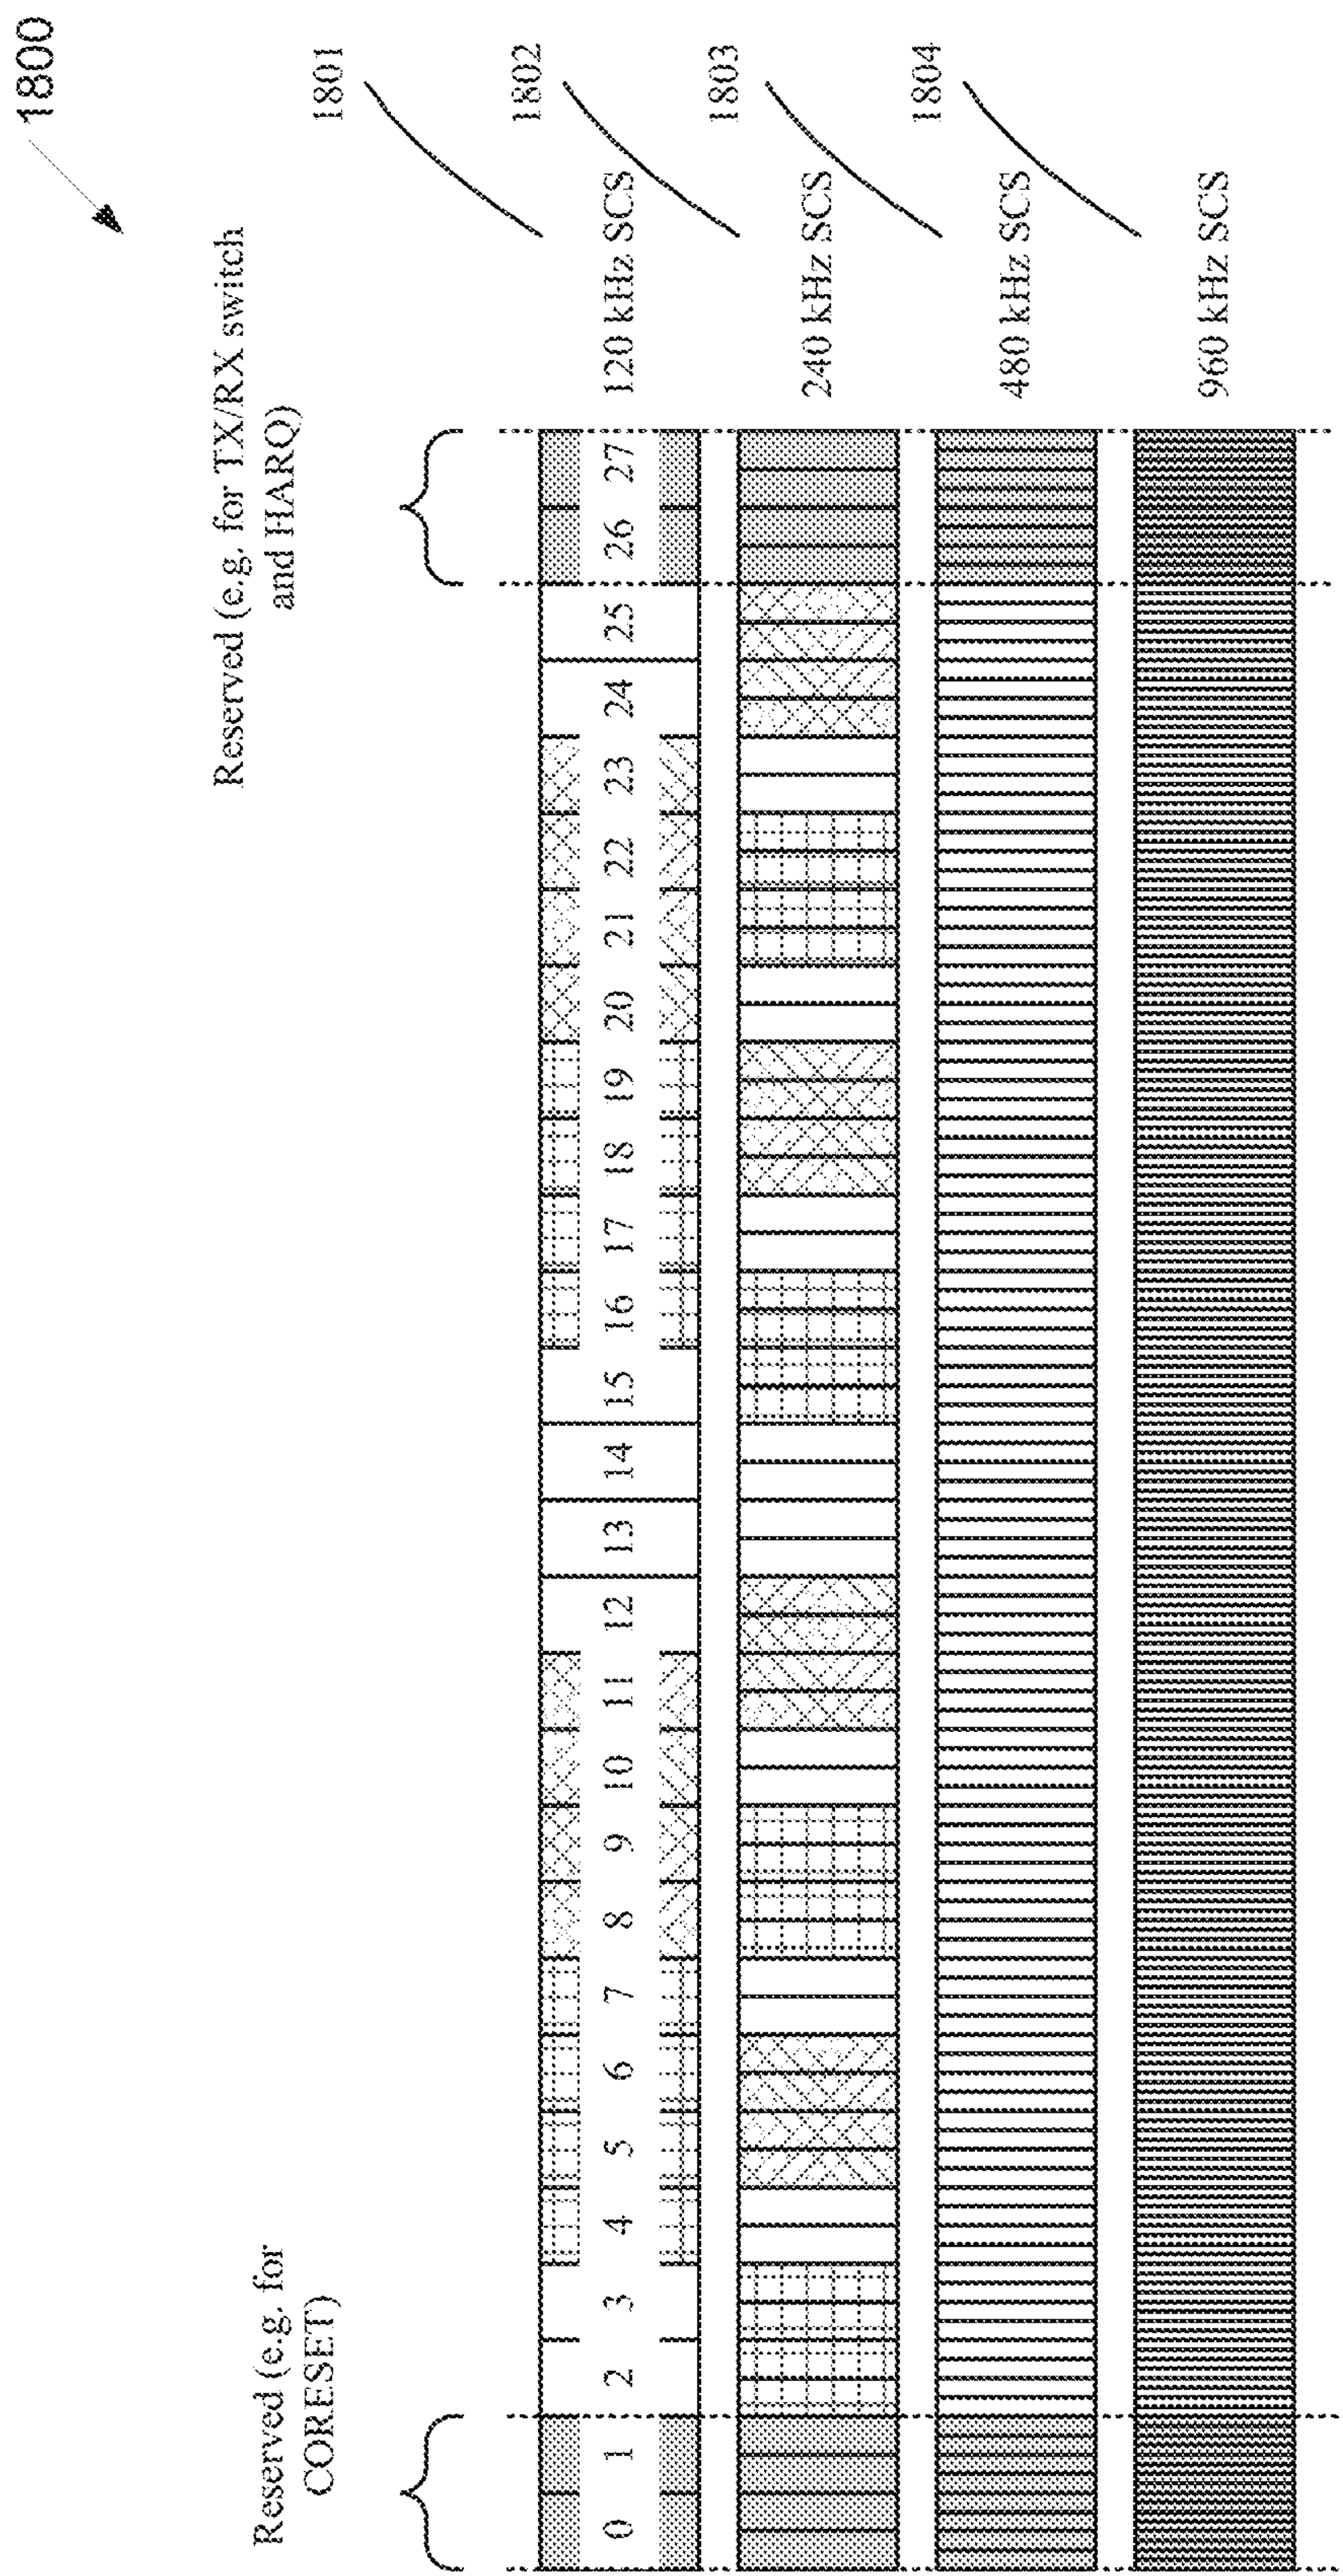 1800
Reserved (e.g. for
CORESET)
Reserved (e.g. for TX/RX switch
and HARQ)
1801
0 1 2 3 4 5 6 7 8 9 10 11 12 13 14 15 16 17 18 19 20 21 22 23 24 25 26 27
120 kHz SCS
1802
240 kHz SCS
1803
480 kHz SCS
1804
960 kHz SCS